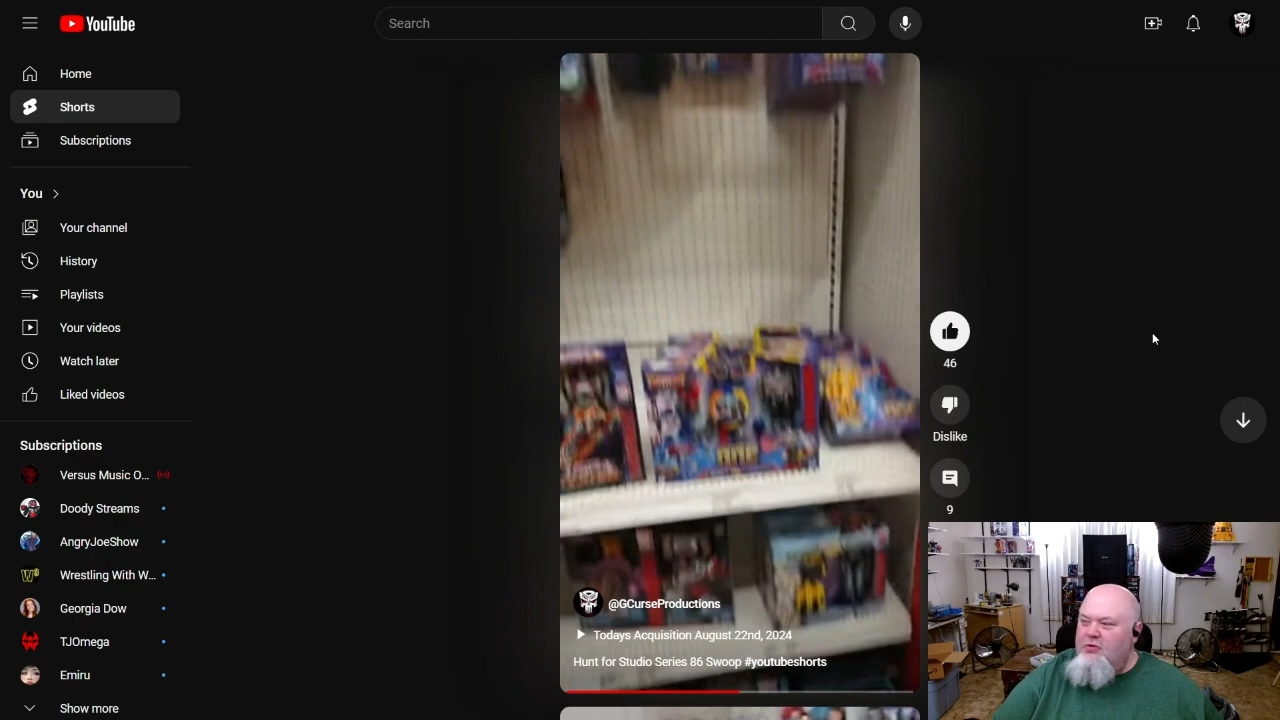 YouTube
Search
Home
Shorts
Subscriptions
You
Your channel
History
Playlists
Your videos
Watch later
Liked videos
Subscriptions
Versus Music O...
Doody Streams
AngryJoeShow
Wrestling With W...
Georgia Dow
TJOmega
Emiru
Show more
46
Dislike
9
@GCurseProductions
Todays Acquisition August 22nd, 2024
Hunt for Studio Series 86 Swoop #youtubeshorts